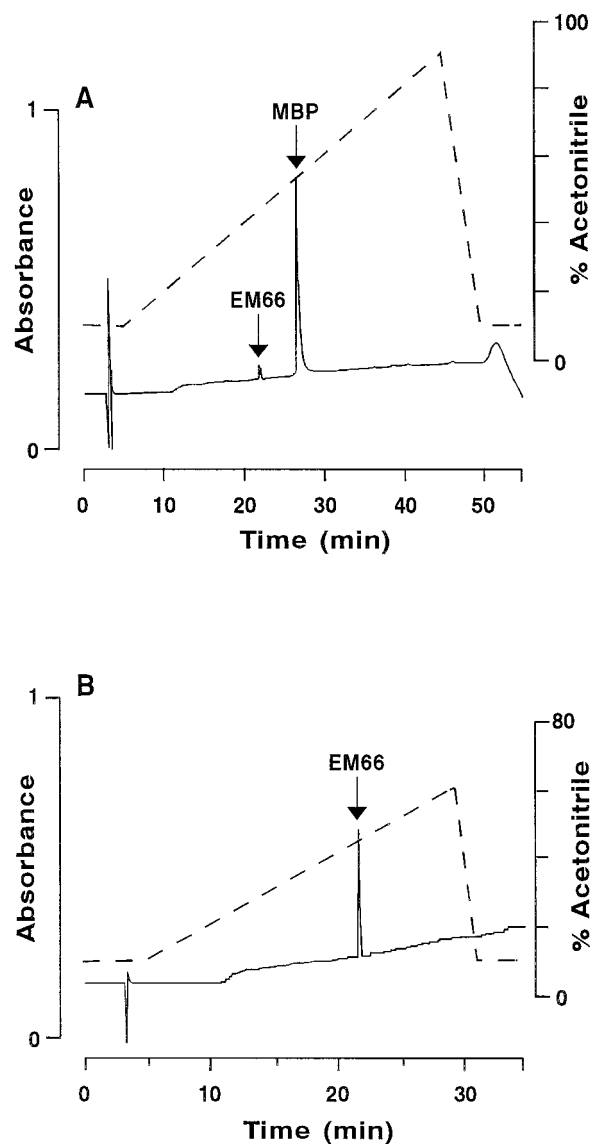 A
100
MBP
1
EM66
Absorbance
% Acetonitrile
0
0
0 10 20 30 40 50
Time (min)
B
1
80
EM66
Absorbance
% Acetonitrile
0
0
0 10 20 30
Time (min)